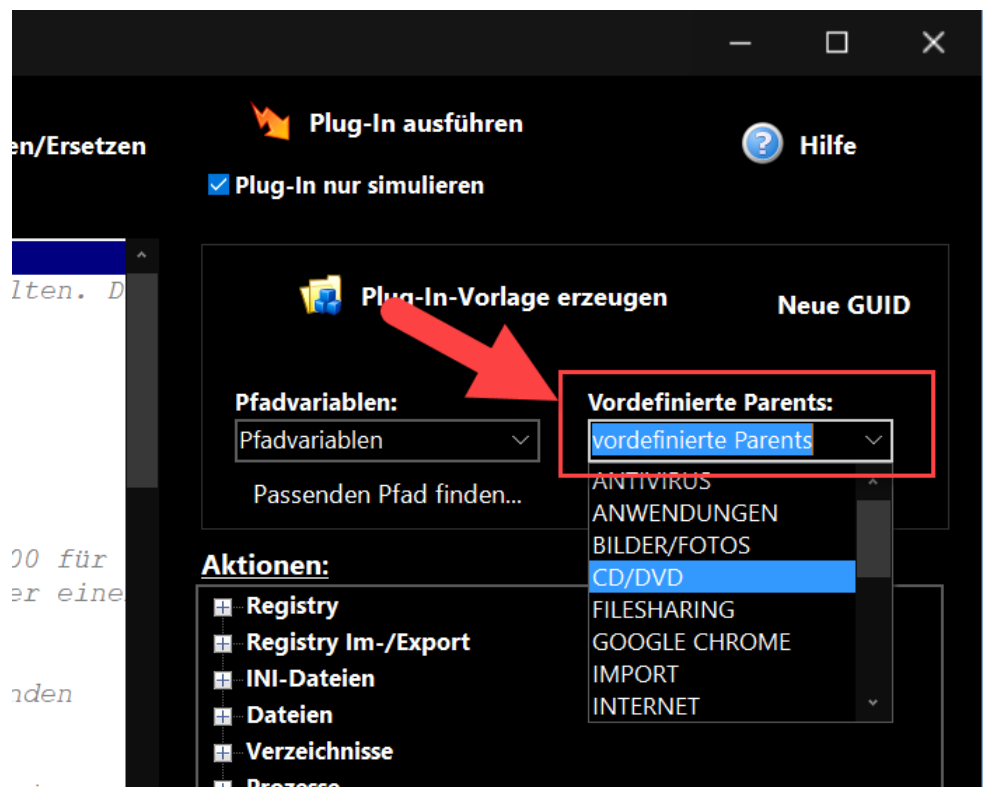 Plug-In ausführen
en/Ersetzen
Hilfe
Plug-In nur simulieren
lten. D
Plug-In-Vorlage erzeugen
Neue GUID
Pfadvariablen:
Vordefinierte Parents:
Pfadvariablen
vordefinierte Parents
Passenden Pfad finden...
ANTIVIRUS
ANWENDUNGEN
BILDER/FOTOS
CD/DVD
FILESHARING
GOOGLE CHROME
IMPORT
INTERNET
00 für
er eine
nden
Aktionen:
Registry
Registry Im-/Export
INI-Dateien
Dateien
Verzeichnisse
Prozesse